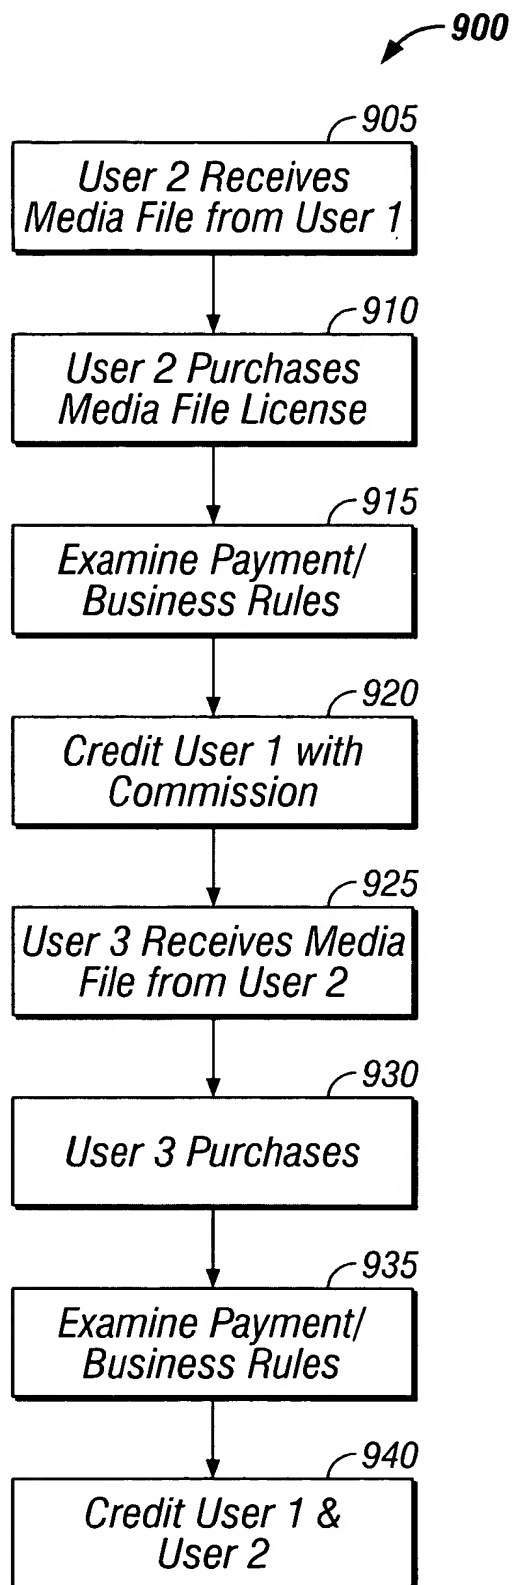 900
905
User 2 Receives
Media File from User 1
910
User 2 Purchases
Media File License
915
Examine Payment/
Business Rules
920
Credit User 1 with
Commission
925
User 3 Receives Media
File from User 2
930
User 3 Purchases
935
Examine Payment/
Business Rules
940
Credit User 1 &
User 2